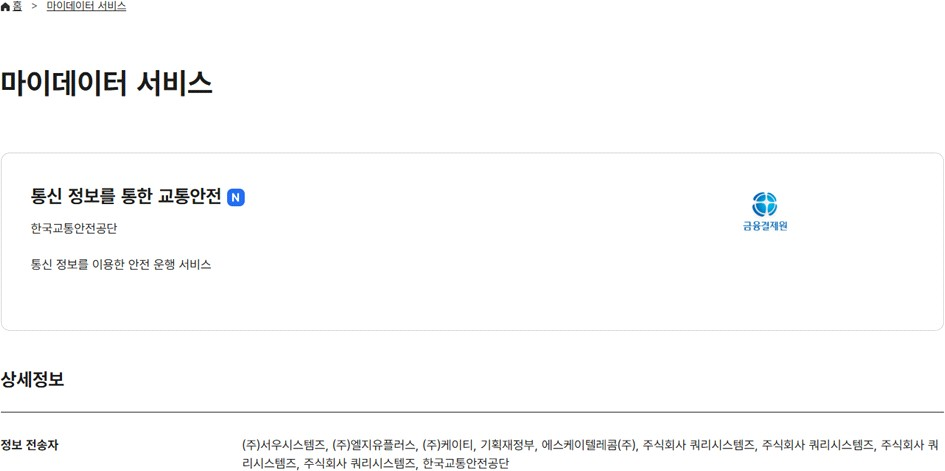 홈 > 마이데이터 서비스
마이데이터 서비스
통신 정보를 통한 교통안전 N
한국교통안전공단
금융결제원
통신 정보를 이용한 안전 운행 서비스
상세정보
정보 전송자 (주)서우시스템즈, (주)엘지유플러스, (주)케이티, 기획재정부, 에스케이텔레콤(주), 주식회사 쿼리시스템즈, 주식회사 쿼리시스템즈, 주식회사 쿼
리시스템즈, 주식회사 쿼리시스템즈, 한국교통안전공단